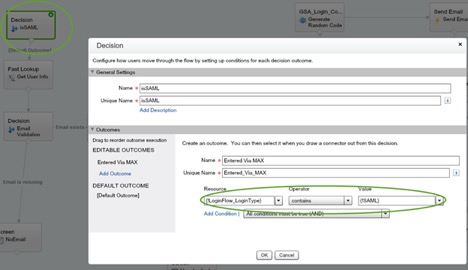 Decision
isSAML
[Default Outcome]
Fast Lookup
Get User Info
Decision
Email
Validation
Email exists
Email is missing
Screen
NoEmail
GSA_Login_Co...
Generate
Random Code
Send Email
Send Email
Decision
Configure how users move through the flow by setting up conditions for each decision outcome.
General Settings
Name * isSAML
Unique Name * isSAML i
Add Description
Outcomes
Drag to reorder outcome execution
EDITABLE OUTCOMES
Entered Via MAX
Add Outcome
DEFAULT OUTCOME
[Default Outcome]
Create an outcome. You can then select it when you draw a connector out from this decision.
Name * Entered Via MAX
Unique Name * Entered_Via_MAX i
Resource Operator Value
{!LoginFlow_LoginType} contains {!SAML}
Add Condition All conditions must be true (AND)
OK Cancel